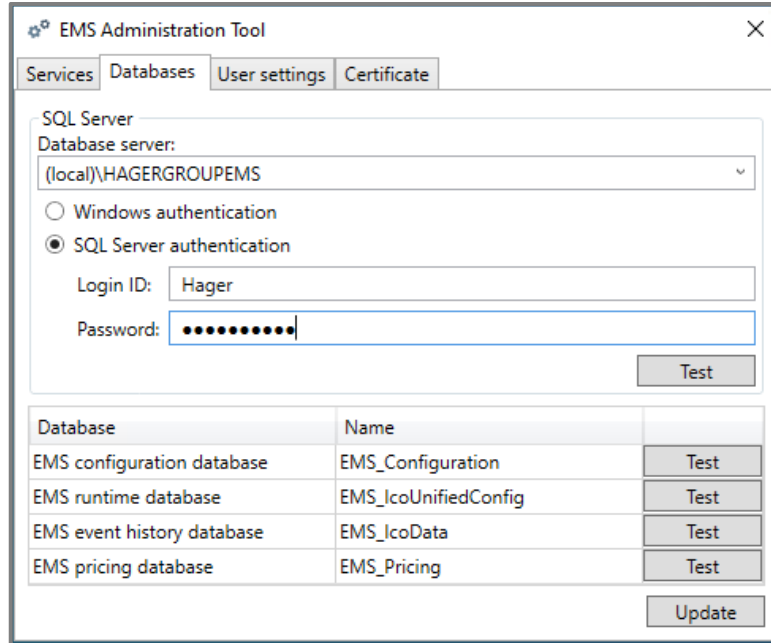 EMS Administration Tool
Services Databases User settings Certificate
SQL Server
Database server:
(local)\HAGERGROUPEMS
Windows authentication
SQL Server authentication
Login ID: Hager
Password: ●●●●●●●●●●
Test
Database Name
EMS configuration database EMS_Configuration Test
EMS runtime database EMS_IcoUnifiedConfig Test
EMS event history database EMS_IcoData Test
EMS pricing database EMS_Pricing Test
Update